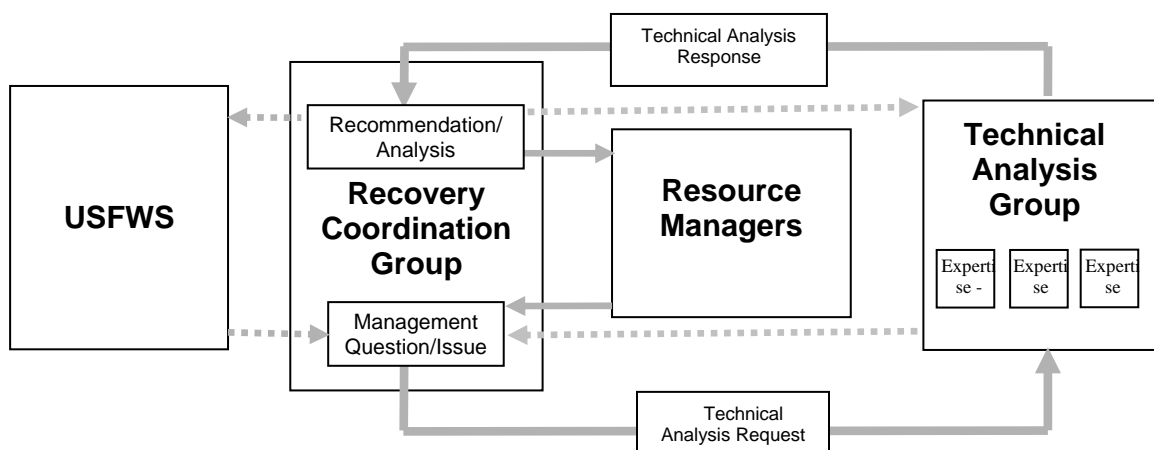 Technical Analysis
Response
USFWS
Recommendation/
Analysis
Recovery
Coordination
Group
Management
Question/Issue
Resource
Managers
Technical
Analysis
Group
Experti
se -
Experti
se
Experti
se
Technical
Analysis Request